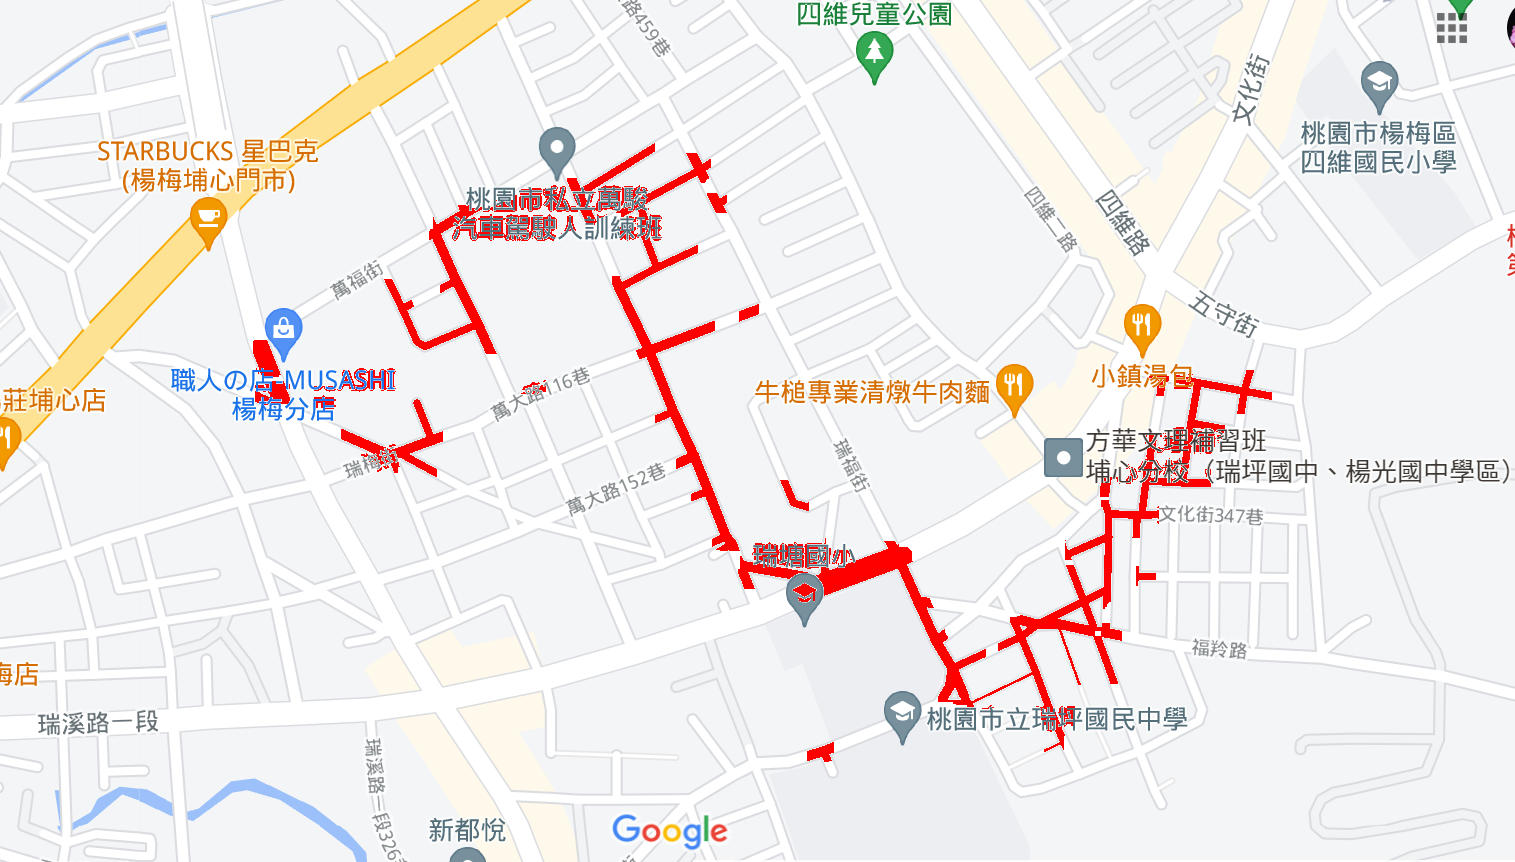 四維兒童公園
路459巷
文化街
桃園市楊梅區
四維國民小學
STARBUCKS 星巴克
(楊梅埔心門市)
桃園市私立萬駿
汽車駕駛人訓練班
四維路
四維二路
萬福街
五守街
職人の店-MUSASHI
楊梅分店
小鎮湯包
牛槌專業清燉牛肉麵
莊埔心店
萬大路116巷
方華文理補習班
埔心分校（瑞坪國中、楊光國中學區）
瑞梅街
瑞福街
萬大路152巷
文化街347巷
瑞塘國小
福羚路
梅店
瑞溪路一段
桃園市立瑞坪國民中學
瑞溪路一段326巷
新都悅
Google